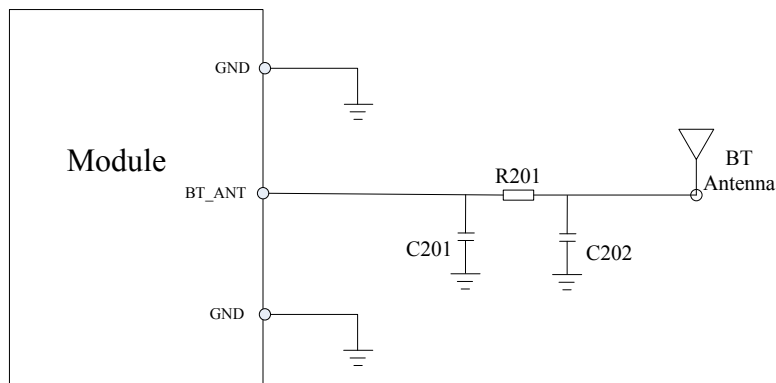 GND
Module
BT_ANT
R201
BT
Antenna
C201
C202
GND